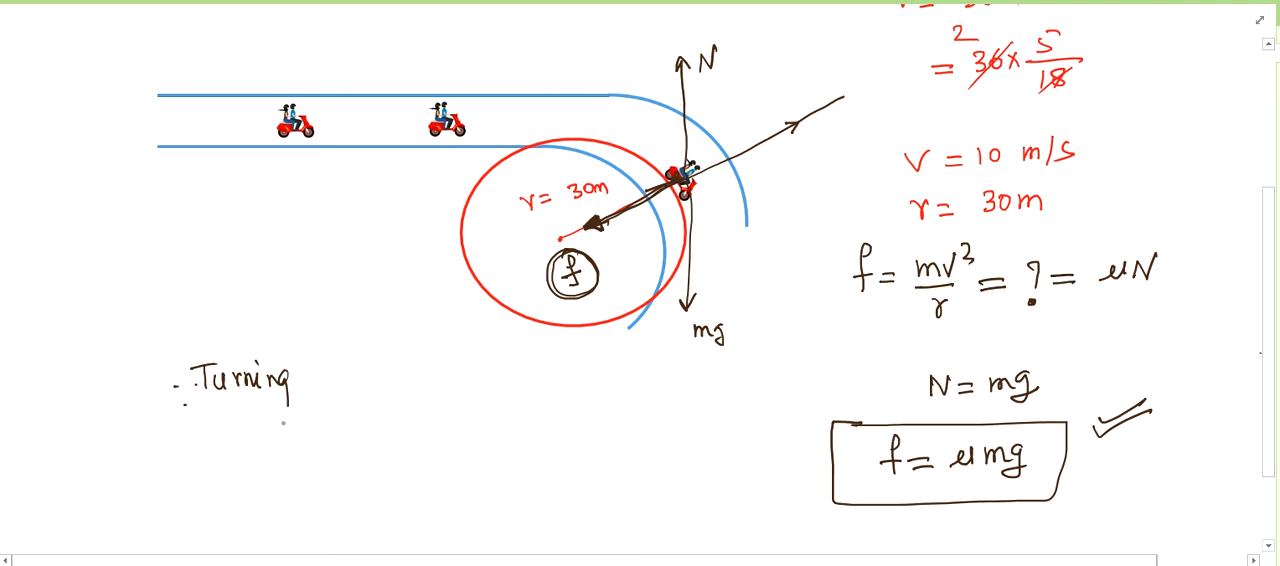 = 36 × 5/18
2
N
V = 10 m/s
r = 30m
r = 30m
f = mv²/r = ? = μN
f
mg
∴ Turning
N = mg
f = μmg